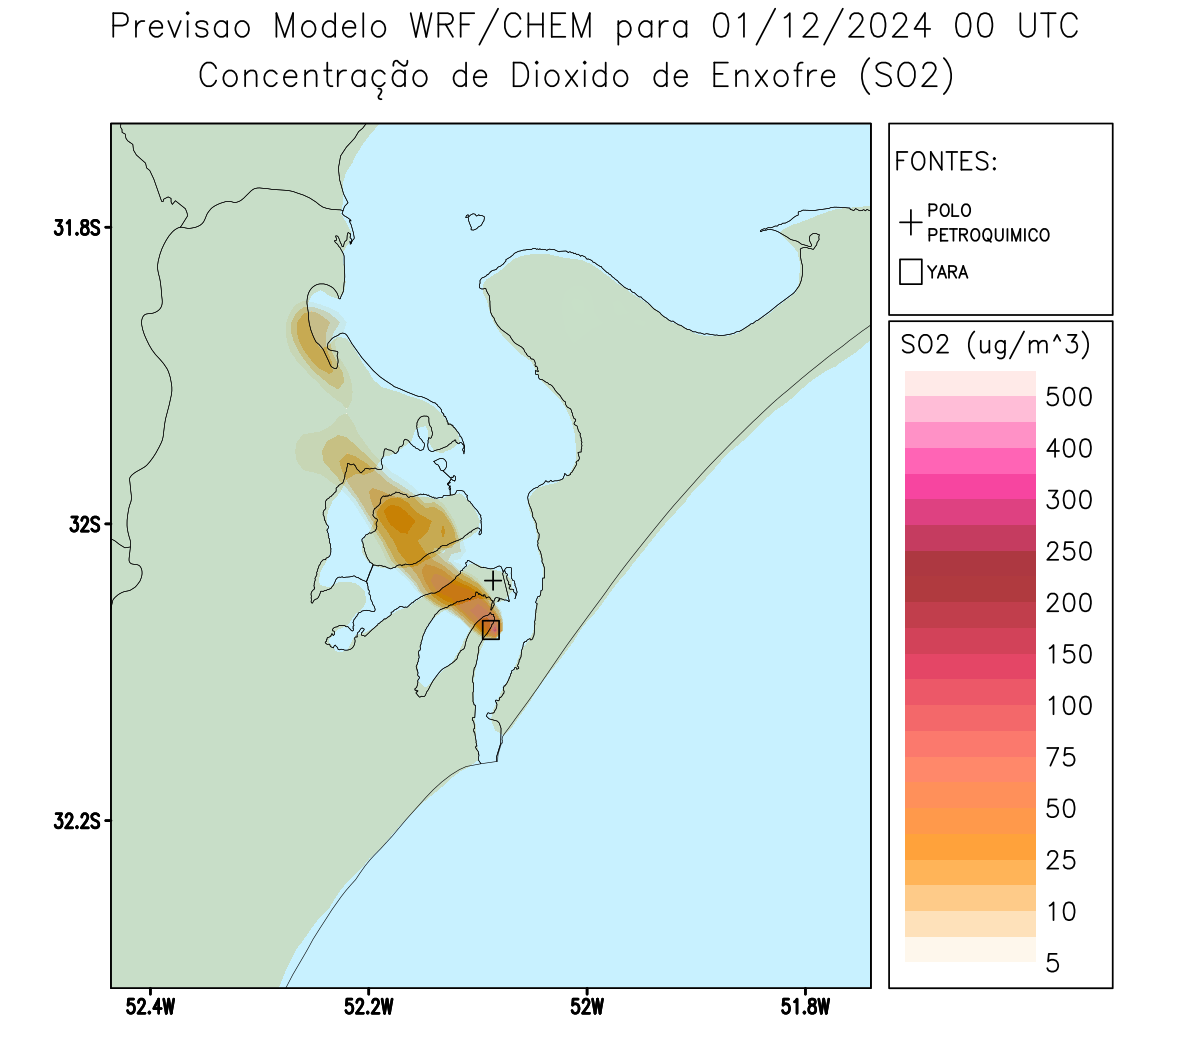 Previsao Modelo WRF/CHEM para 01/12/2024 00 UTC
Concentração de Dioxido de Enxofre (SO2)
FONTES:
POLO
PETROQUIMICO
YARA
SO2 (ug/m^3)
500
400
300
250
200
150
100
75
50
25
10
5
31.8S
32S
32.2S
52.4W
52.2W
52W
51.8W